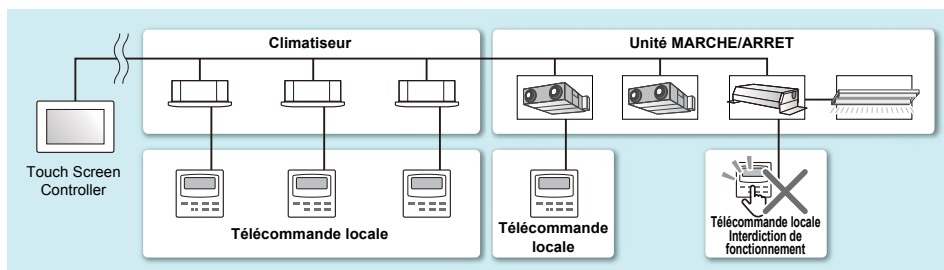 Climatiseur
Unité MARCHE/ARRET
Touch Screen
Controller
Télécommande locale
Télécommande
locale
Télécommande locale
Interdiction de
fonctionnement